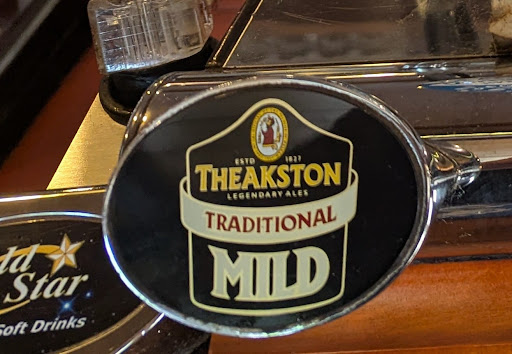 ESTD 1827
THEAKSTON
LEGENDARY ALES
TRADITIONAL
MILD
Star
Soft Drinks